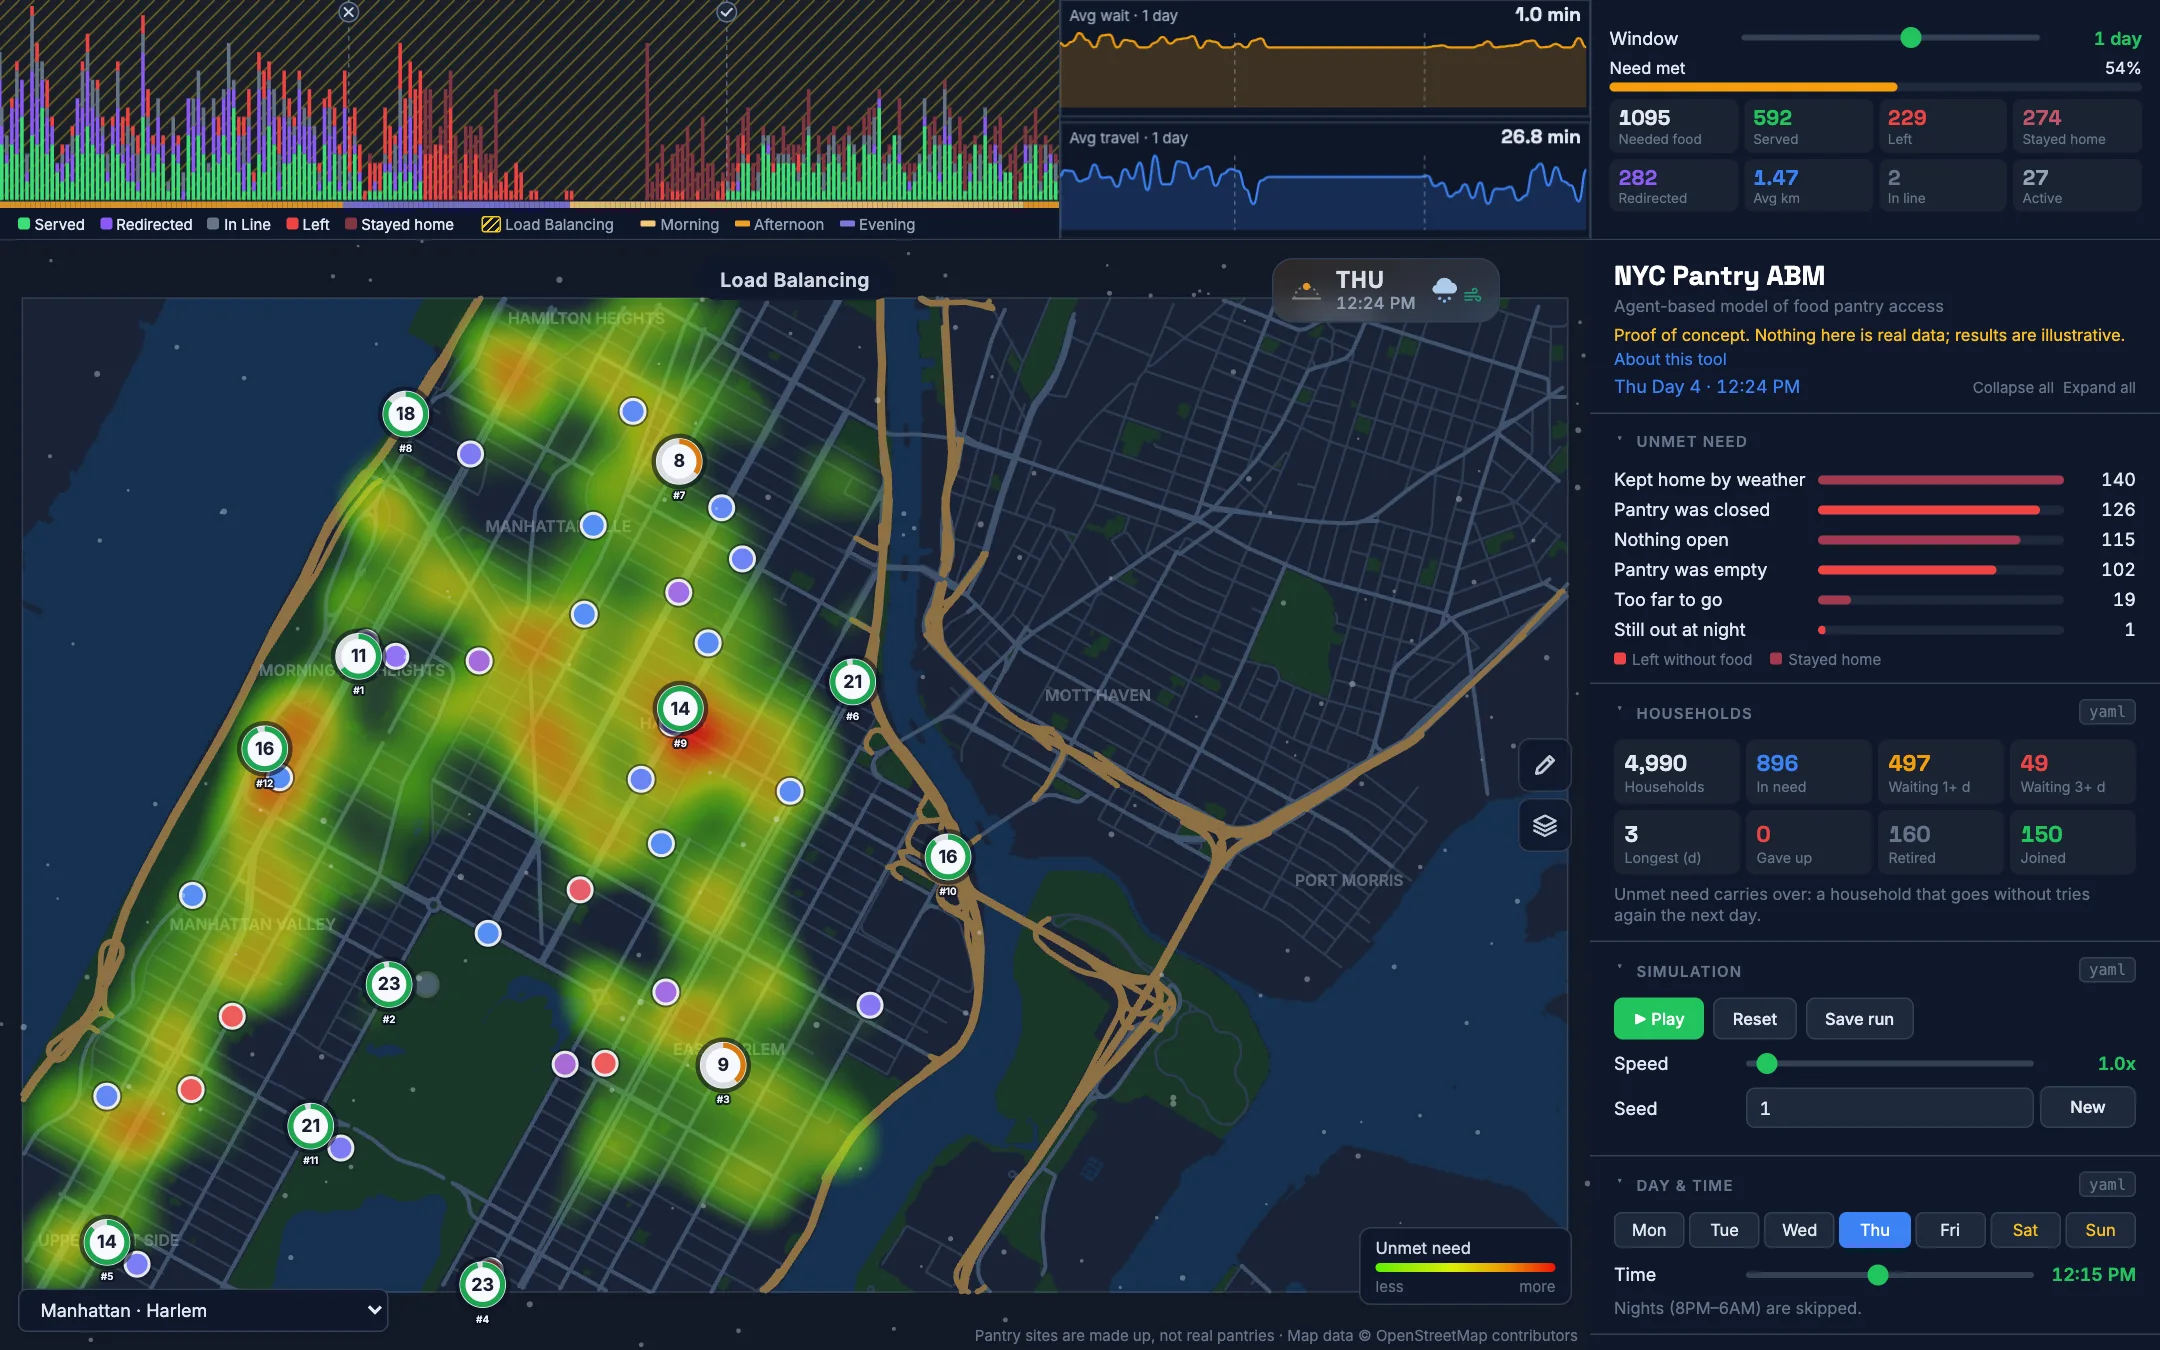 Served
Redirected
In Line
Left
Stayed home
Load Balancing
Morning
Afternoon
Evening
Avg wait · 1 day
1.0 min
Avg travel · 1 day
26.8 min
Window
1 day
Need met
54%
1095
Needed food
592
Served
229
Left
274
Stayed home
282
Redirected
1.47
Avg km
2
In line
27
Active
Load Balancing
THU
12:24 PM
HAMILTON HEIGHTS
18
#8
8
#7
11
#1
14
#9
21
#6
MOTT HAVEN
16
#12
16
#10
PORT MORRIS
MANHATTAN VALLEY
23
#2
9
#3
21
#11
14
#5
23
#4
Unmet need
less
more
Manhattan · Harlem
Pantry sites are made up, not real pantries · Map data © OpenStreetMap contributors
NYC Pantry ABM
Agent-based model of food pantry access
Proof of concept. Nothing here is real data; results are illustrative.
About this tool
Thu Day 4 · 12:24 PM
Collapse all
Expand all
UNMET NEED
Kept home by weather
140
Pantry was closed
126
Nothing open
115
Pantry was empty
102
Too far to go
19
Still out at night
1
Left without food
Stayed home
HOUSEHOLDS
yaml
4,990
Households
896
In need
497
Waiting 1+ d
49
Waiting 3+ d
3
Longest (d)
0
Gave up
160
Retired
150
Joined
Unmet need carries over: a household that goes without tries
again the next day.
SIMULATION
yaml
Play
Reset
Save run
Speed
1.0x
Seed
1
New
DAY & TIME
yaml
Mon
Tue
Wed
Thu
Fri
Sat
Sun
Time
12:15 PM
Nights (8PM–6AM) are skipped.